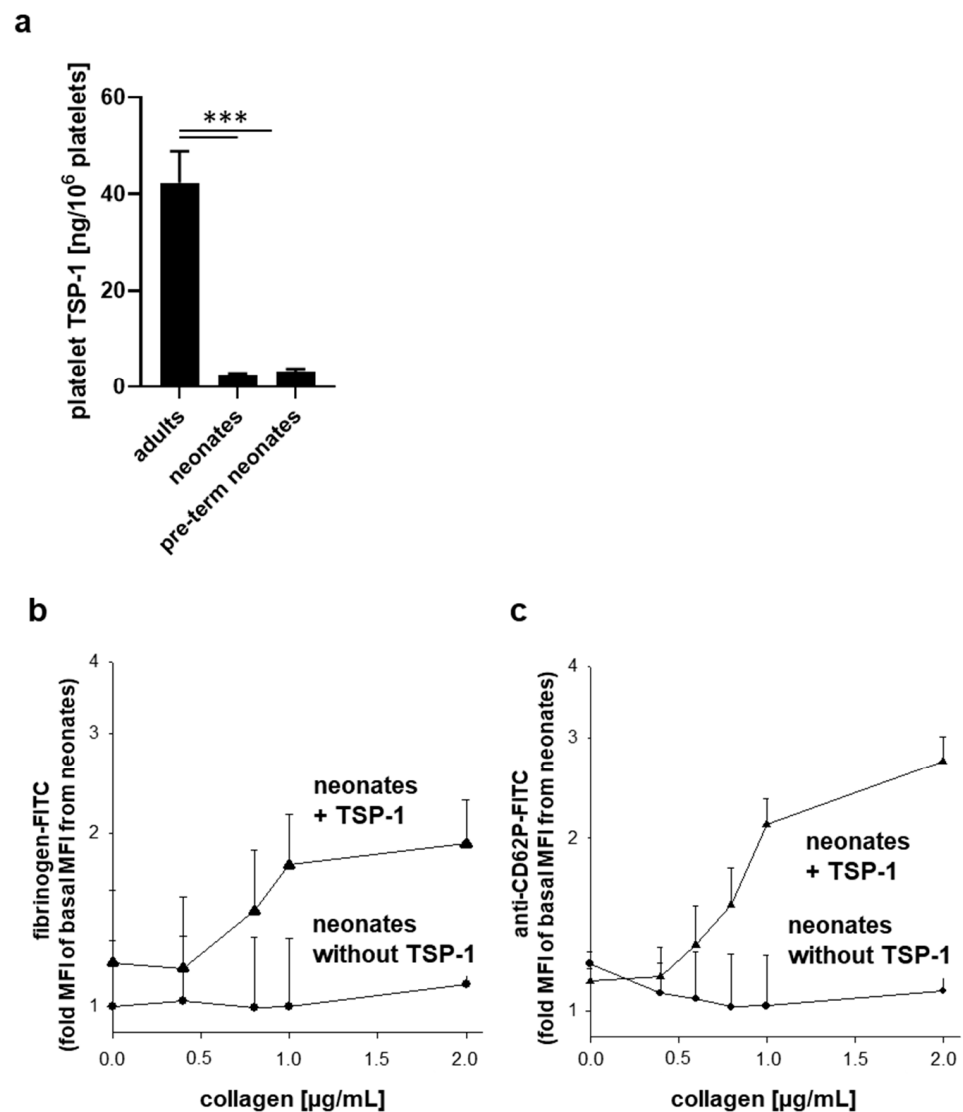 a
platelet TSP-1 [ng/10⁶ platelets]
60
40
20
0
***
adults
neonates
pre-term neonates
b
fibrinogen-FITC
(fold MFI of basal MFI from neonates)
4
3
2
1
neonates
+ TSP-1
neonates
without TSP-1
0.0 0.5 1.0 2.0
collagen [µg/mL]
c
anti-CD62P-FITC
(fold MFI of basal MFI from neonates)
4
3
2
1
neonates
+ TSP-1
neonates
without TSP-1
0.0 0.5 1.0 2.0
collagen [µg/mL]